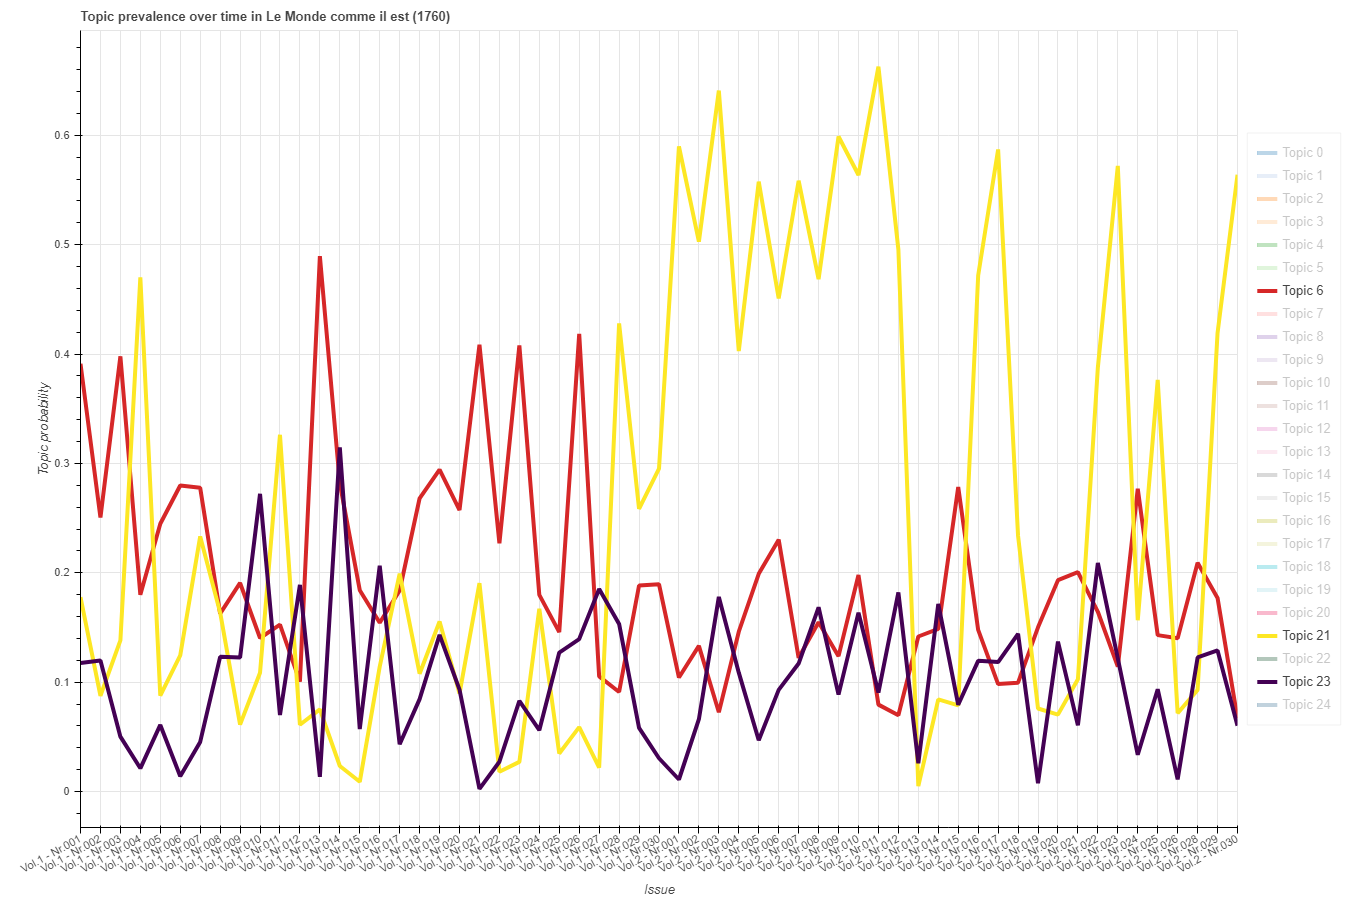 Topic prevalence over time in Le Monde comme il est (1760)
0.6
0.5
0.4
0.3
0.2
0.1
0
Topic probability
Vol.1 - Nr.001
Vol.1 - Nr.002
Vol.1 - Nr.003
Vol.1 - Nr.004
Vol.1 - Nr.005
Vol.1 - Nr.006
Vol.1 - Nr.007
Vol.1 - Nr.008
Vol.1 - Nr.009
Vol.1 - Nr.010
Vol.1 - Nr.011
Vol.1 - Nr.012
Vol.1 - Nr.013
Vol.1 - Nr.014
Vol.1 - Nr.015
Vol.1 - Nr.016
Vol.1 - Nr.017
Vol.1 - Nr.018
Vol.1 - Nr.019
Vol.1 - Nr.020
Vol.1 - Nr.021
Vol.1 - Nr.022
Vol.1 - Nr.023
Vol.1 - Nr.024
Vol.1 - Nr.025
Vol.1 - Nr.026
Vol.1 - Nr.027
Vol.1 - Nr.028
Vol.1 - Nr.029
Vol.1 - Nr.030
Vol.2 - Nr.001
Vol.2 - Nr.002
Vol.2 - Nr.003
Vol.2 - Nr.004
Vol.2 - Nr.005
Vol.2 - Nr.006
Vol.2 - Nr.007
Vol.2 - Nr.008
Vol.2 - Nr.009
Vol.2 - Nr.010
Vol.2 - Nr.011
Vol.2 - Nr.012
Vol.2 - Nr.013
Vol.2 - Nr.014
Vol.2 - Nr.015
Vol.2 - Nr.016
Vol.2 - Nr.017
Vol.2 - Nr.018
Vol.2 - Nr.019
Vol.2 - Nr.020
Vol.2 - Nr.021
Vol.2 - Nr.022
Vol.2 - Nr.023
Vol.2 - Nr.024
Vol.2 - Nr.025
Vol.2 - Nr.026
Vol.2 - Nr.028
Vol.2 - Nr.029
Vol.2 - Nr.030
Issue
Topic 0
Topic 1
Topic 2
Topic 3
Topic 4
Topic 5
Topic 6
Topic 7
Topic 8
Topic 9
Topic 10
Topic 11
Topic 12
Topic 13
Topic 14
Topic 15
Topic 16
Topic 17
Topic 18
Topic 19
Topic 20
Topic 21
Topic 22
Topic 23
Topic 24